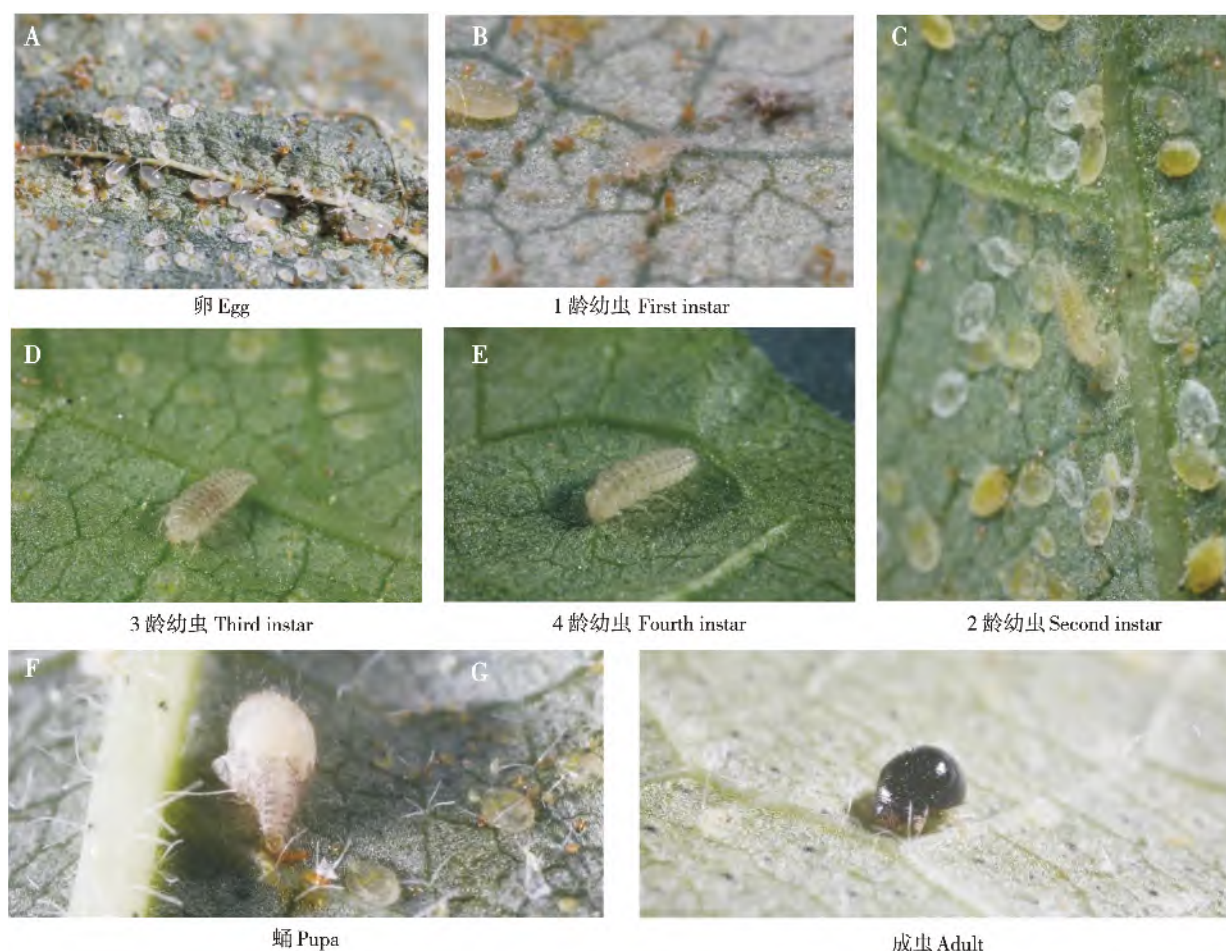 A
卵 Egg
B
1 龄幼虫 First instar
C
2 龄幼虫 Second instar
D
3 龄幼虫 Third instar
E
4 龄幼虫 Fourth instar
F
蛹 Pupa
G
成虫 Adult